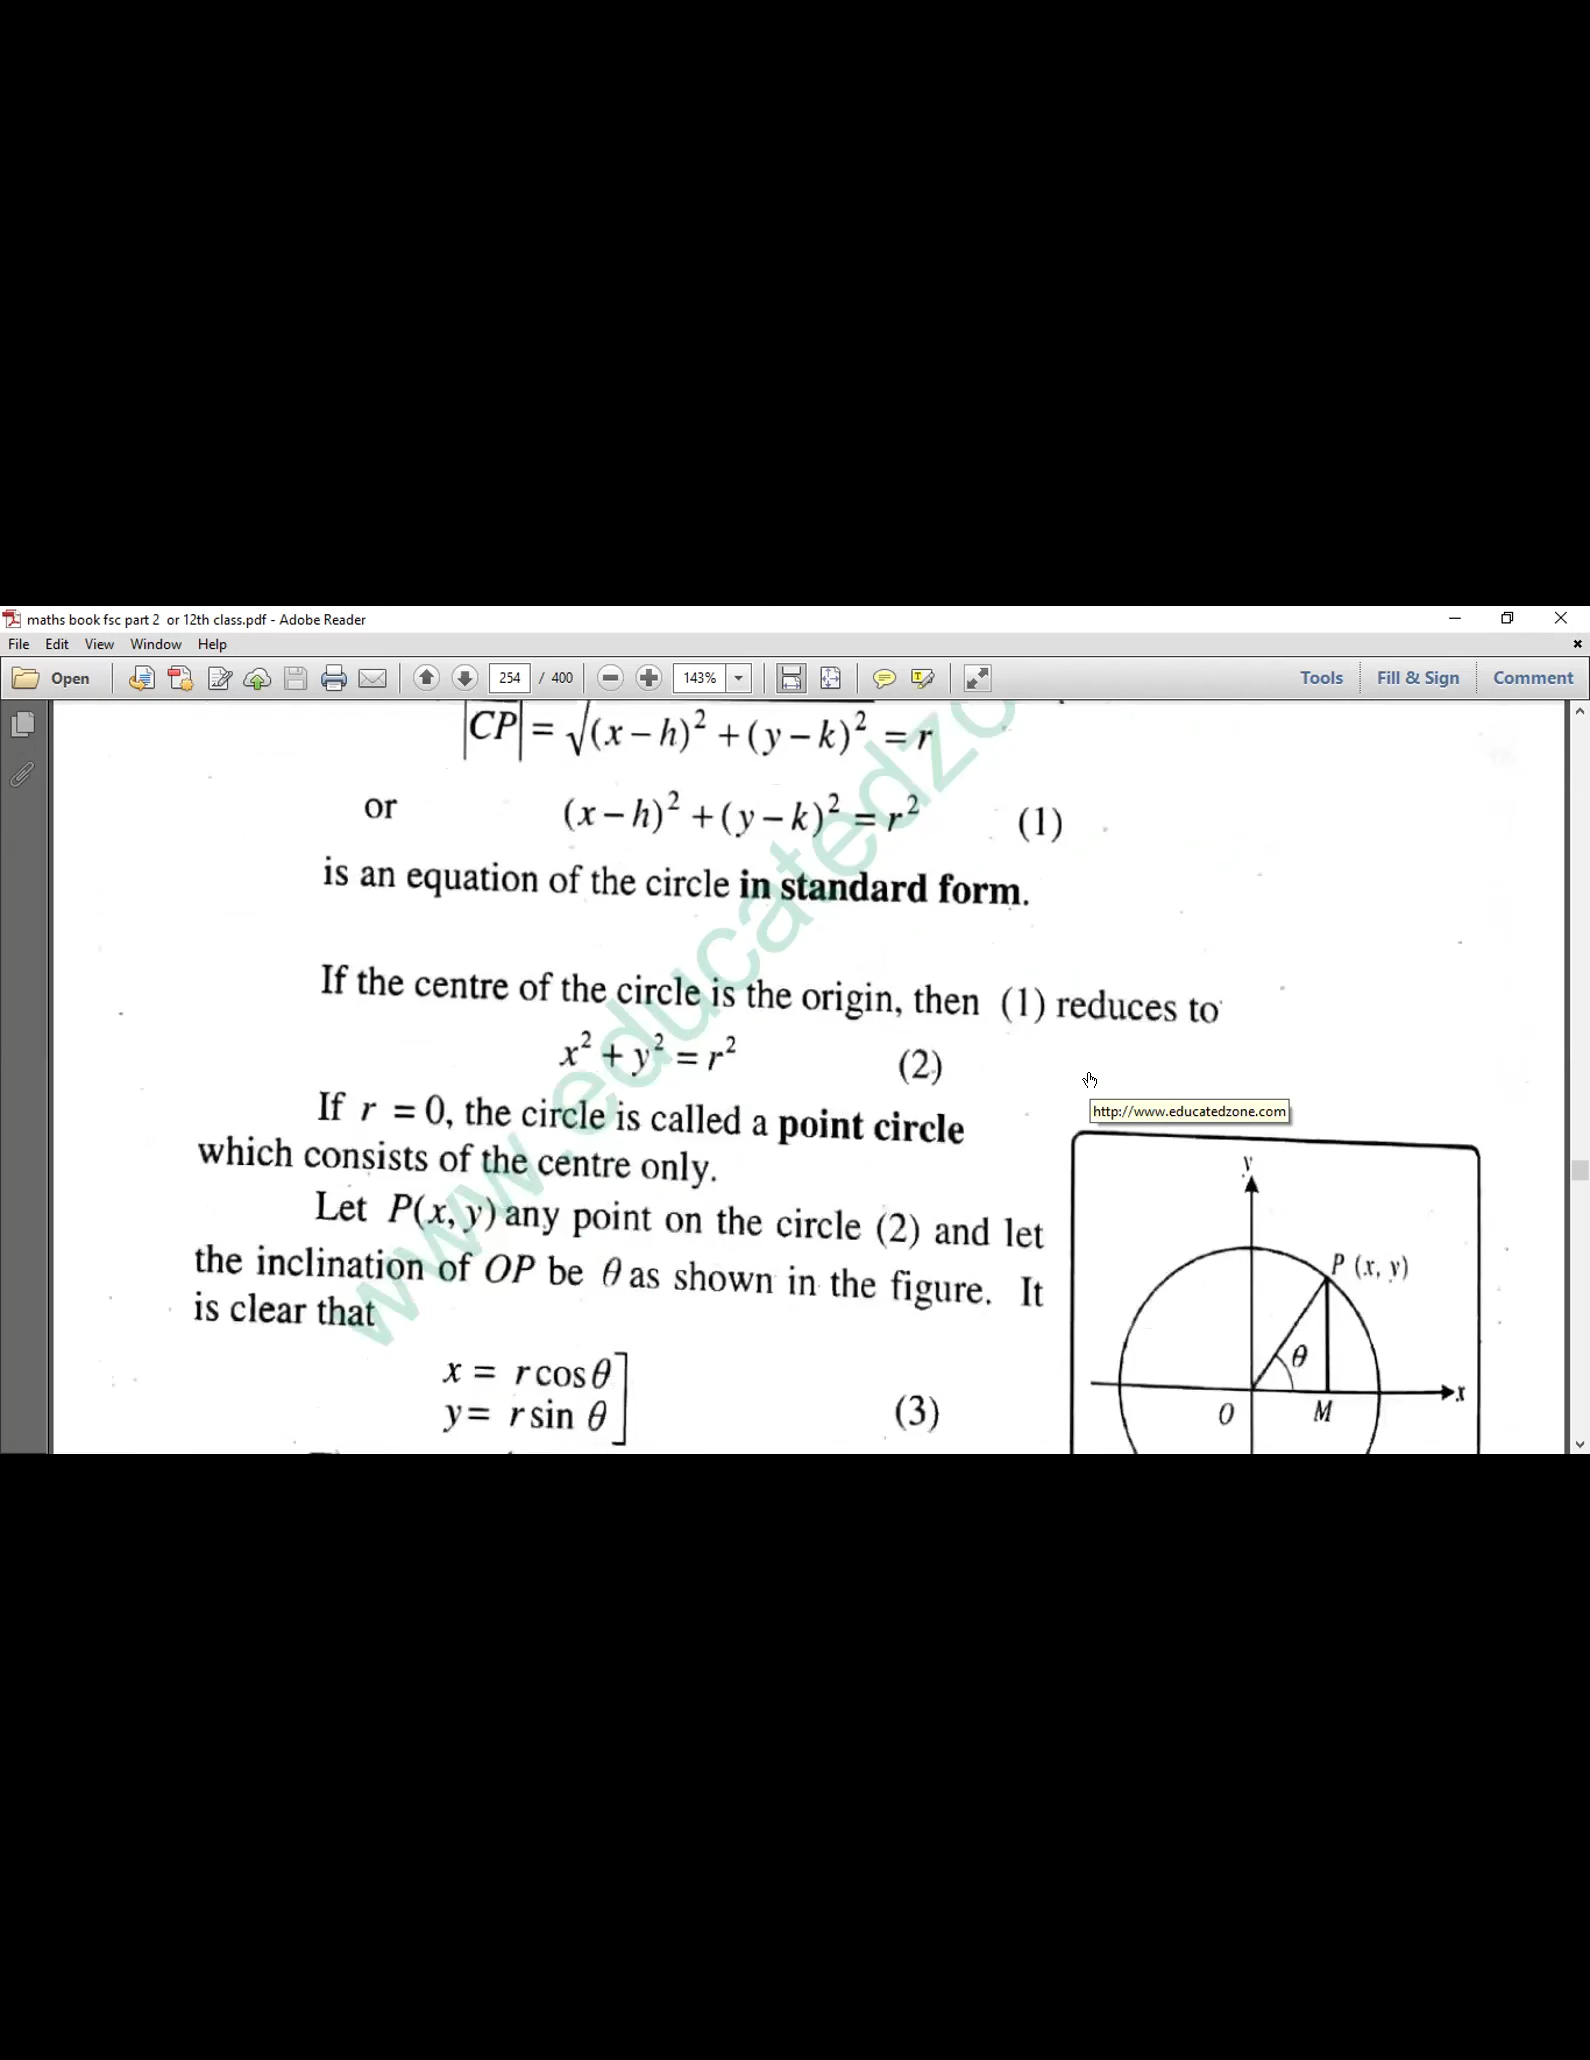 maths book fsc part 2 or 12th class.pdf - Adobe Reader
File Edit View Window Help
Open 254 / 400 143% Tools Fill & Sign Comment
|CP| = √(x – h)² + (y – k)² = r
or (x – h)² + (y – k)² = r² (1)
is an equation of the circle in standard form.
If the centre of the circle is the origin, then (1) reduces to
x² + y² = r² (2)
If r = 0, the circle is called a point circle
which consists of the centre only.
Let P(x, y) any point on the circle (2) and let
the inclination of OP be θ as shown in the figure. It
is clear that
x = r cos θ
y = r sin θ (3)
http://www.educatedzone.com
y
P (x, y)
θ
x
O M
www.educatedzo